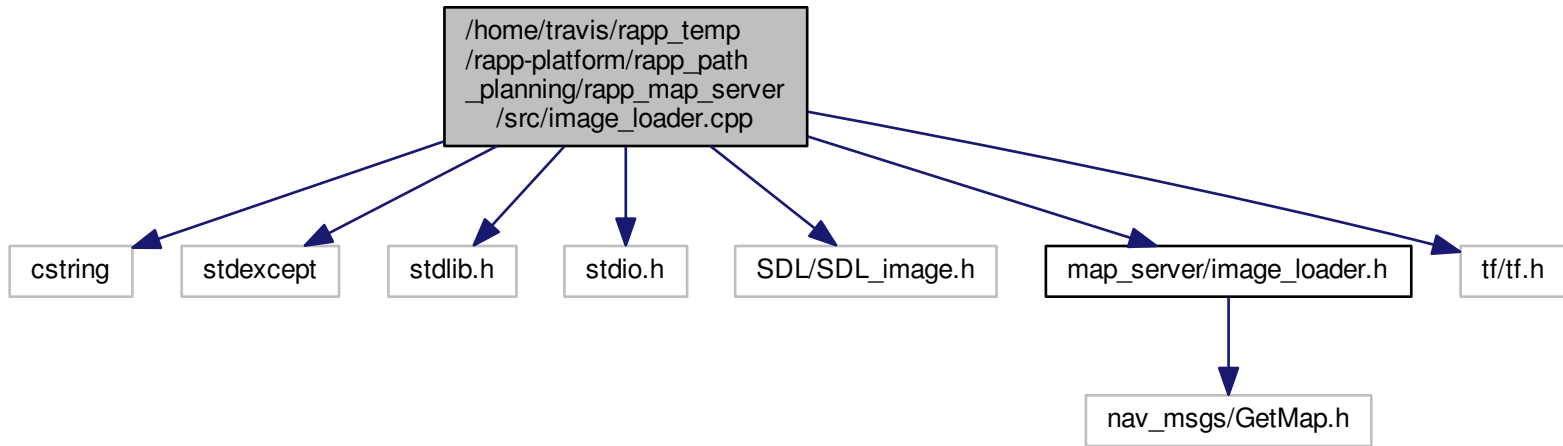 /home/travis/rapp_temp
/rapp-platform/rapp_path
_planning/rapp_map_server
/src/image_loader.cpp
cstring
stdexcept
stdlib.h
stdio.h
SDL/SDL_image.h
map_server/image_loader.h
tf/tf.h
nav_msgs/GetMap.h